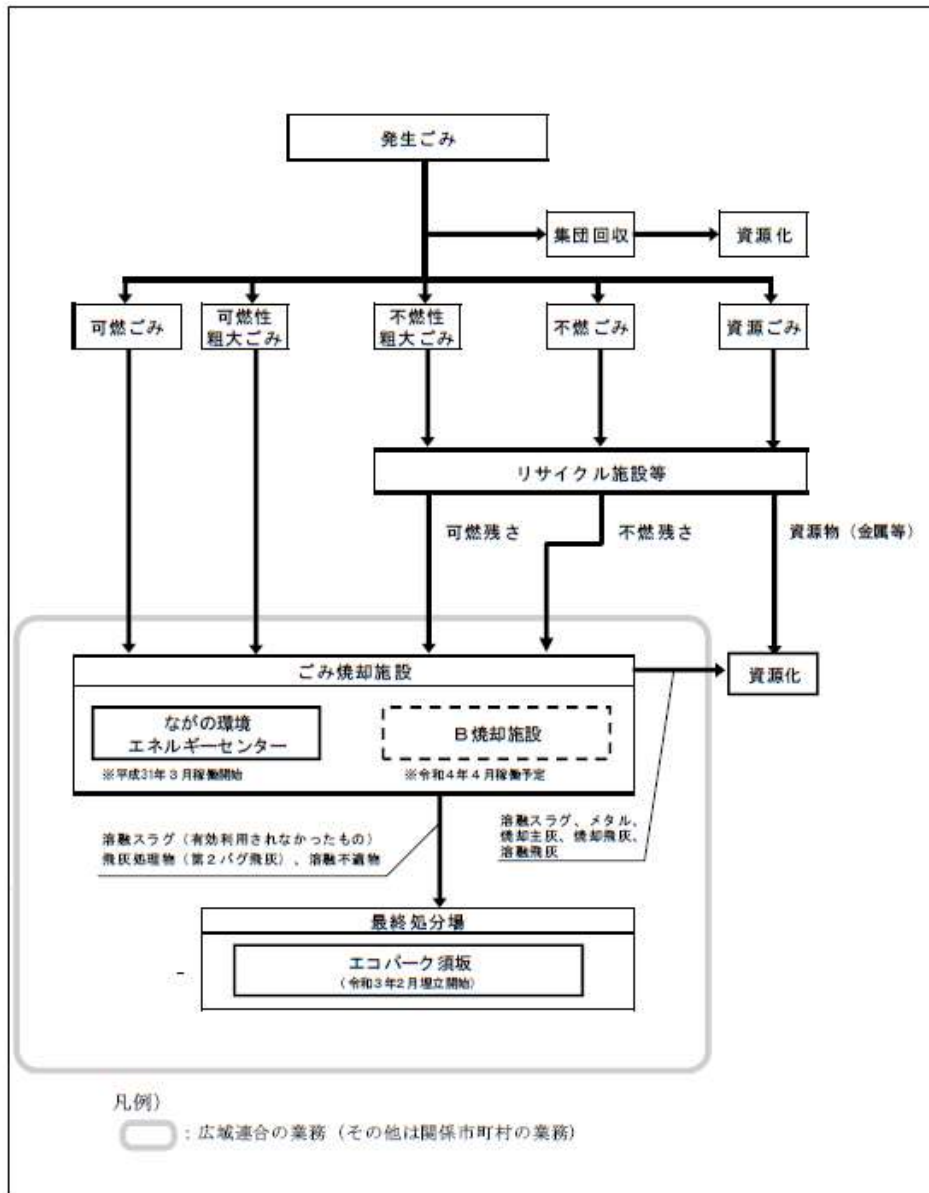 発生ごみ
集団回収
資源化
可燃ごみ
可燃性
粗大ごみ
不燃性
粗大ごみ
不燃ごみ
資源ごみ
リサイクル施設等
可燃残さ
不燃残さ
資源物（金属等）
ごみ焼却施設
資源化
ながの環境
エネルギーセンター
※平成31年３月稼働開始
Ｂ焼却施設
※令和４年４月稼働予定
溶融スラグ（有効利用されなかったもの）
飛灰処理物（第２バグ飛灰）、溶融不適物
溶融スラグ、メタル、
焼却主灰、焼却飛灰、
溶融飛灰
最終処分場
エコパーク須坂
（令和３年２月埋立開始）
凡例）
：広域連合の業務（その他は関係市町村の業務）